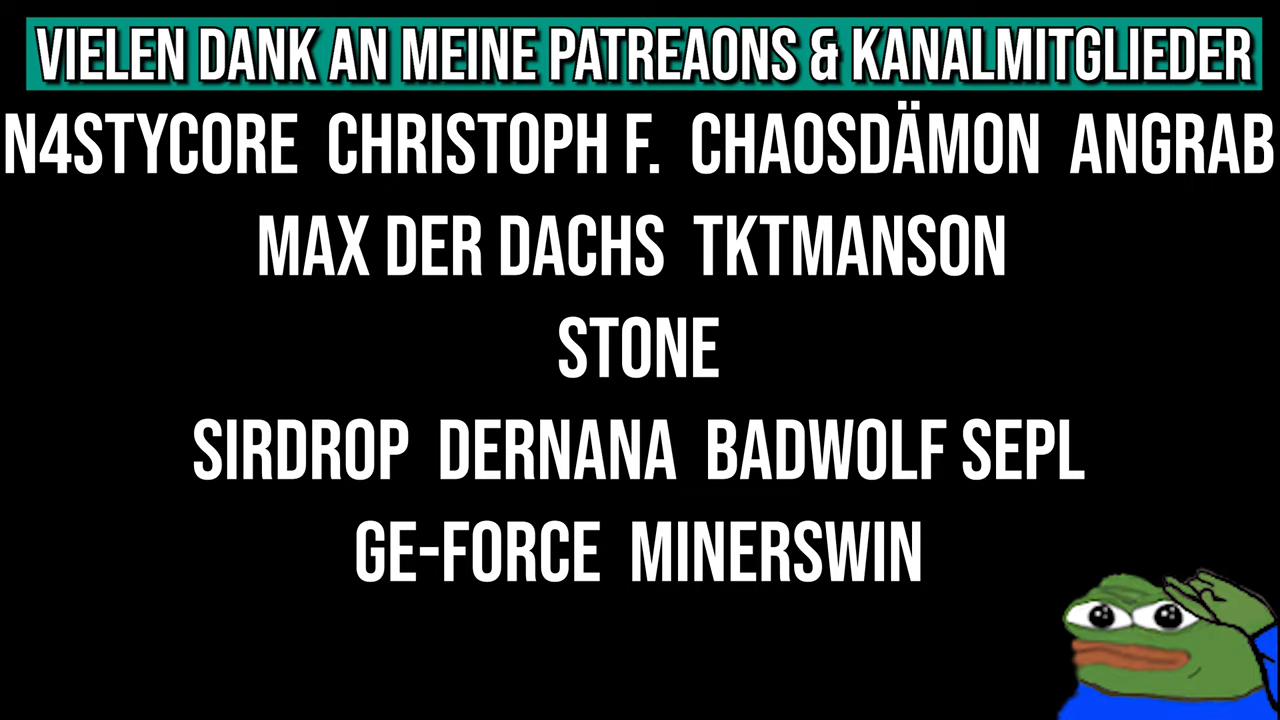 VIELEN DANK AN MEINE PATREAONS & KANALMITGLIEDER
N4STYCORE CHRISTOPH F. CHAOSDÄMON ANGRAB
MAX DER DACHS TKTMANSON
STONE
SIRDROP DERNANA BADWOLF SEPL
GE-FORCE MINERSWIN